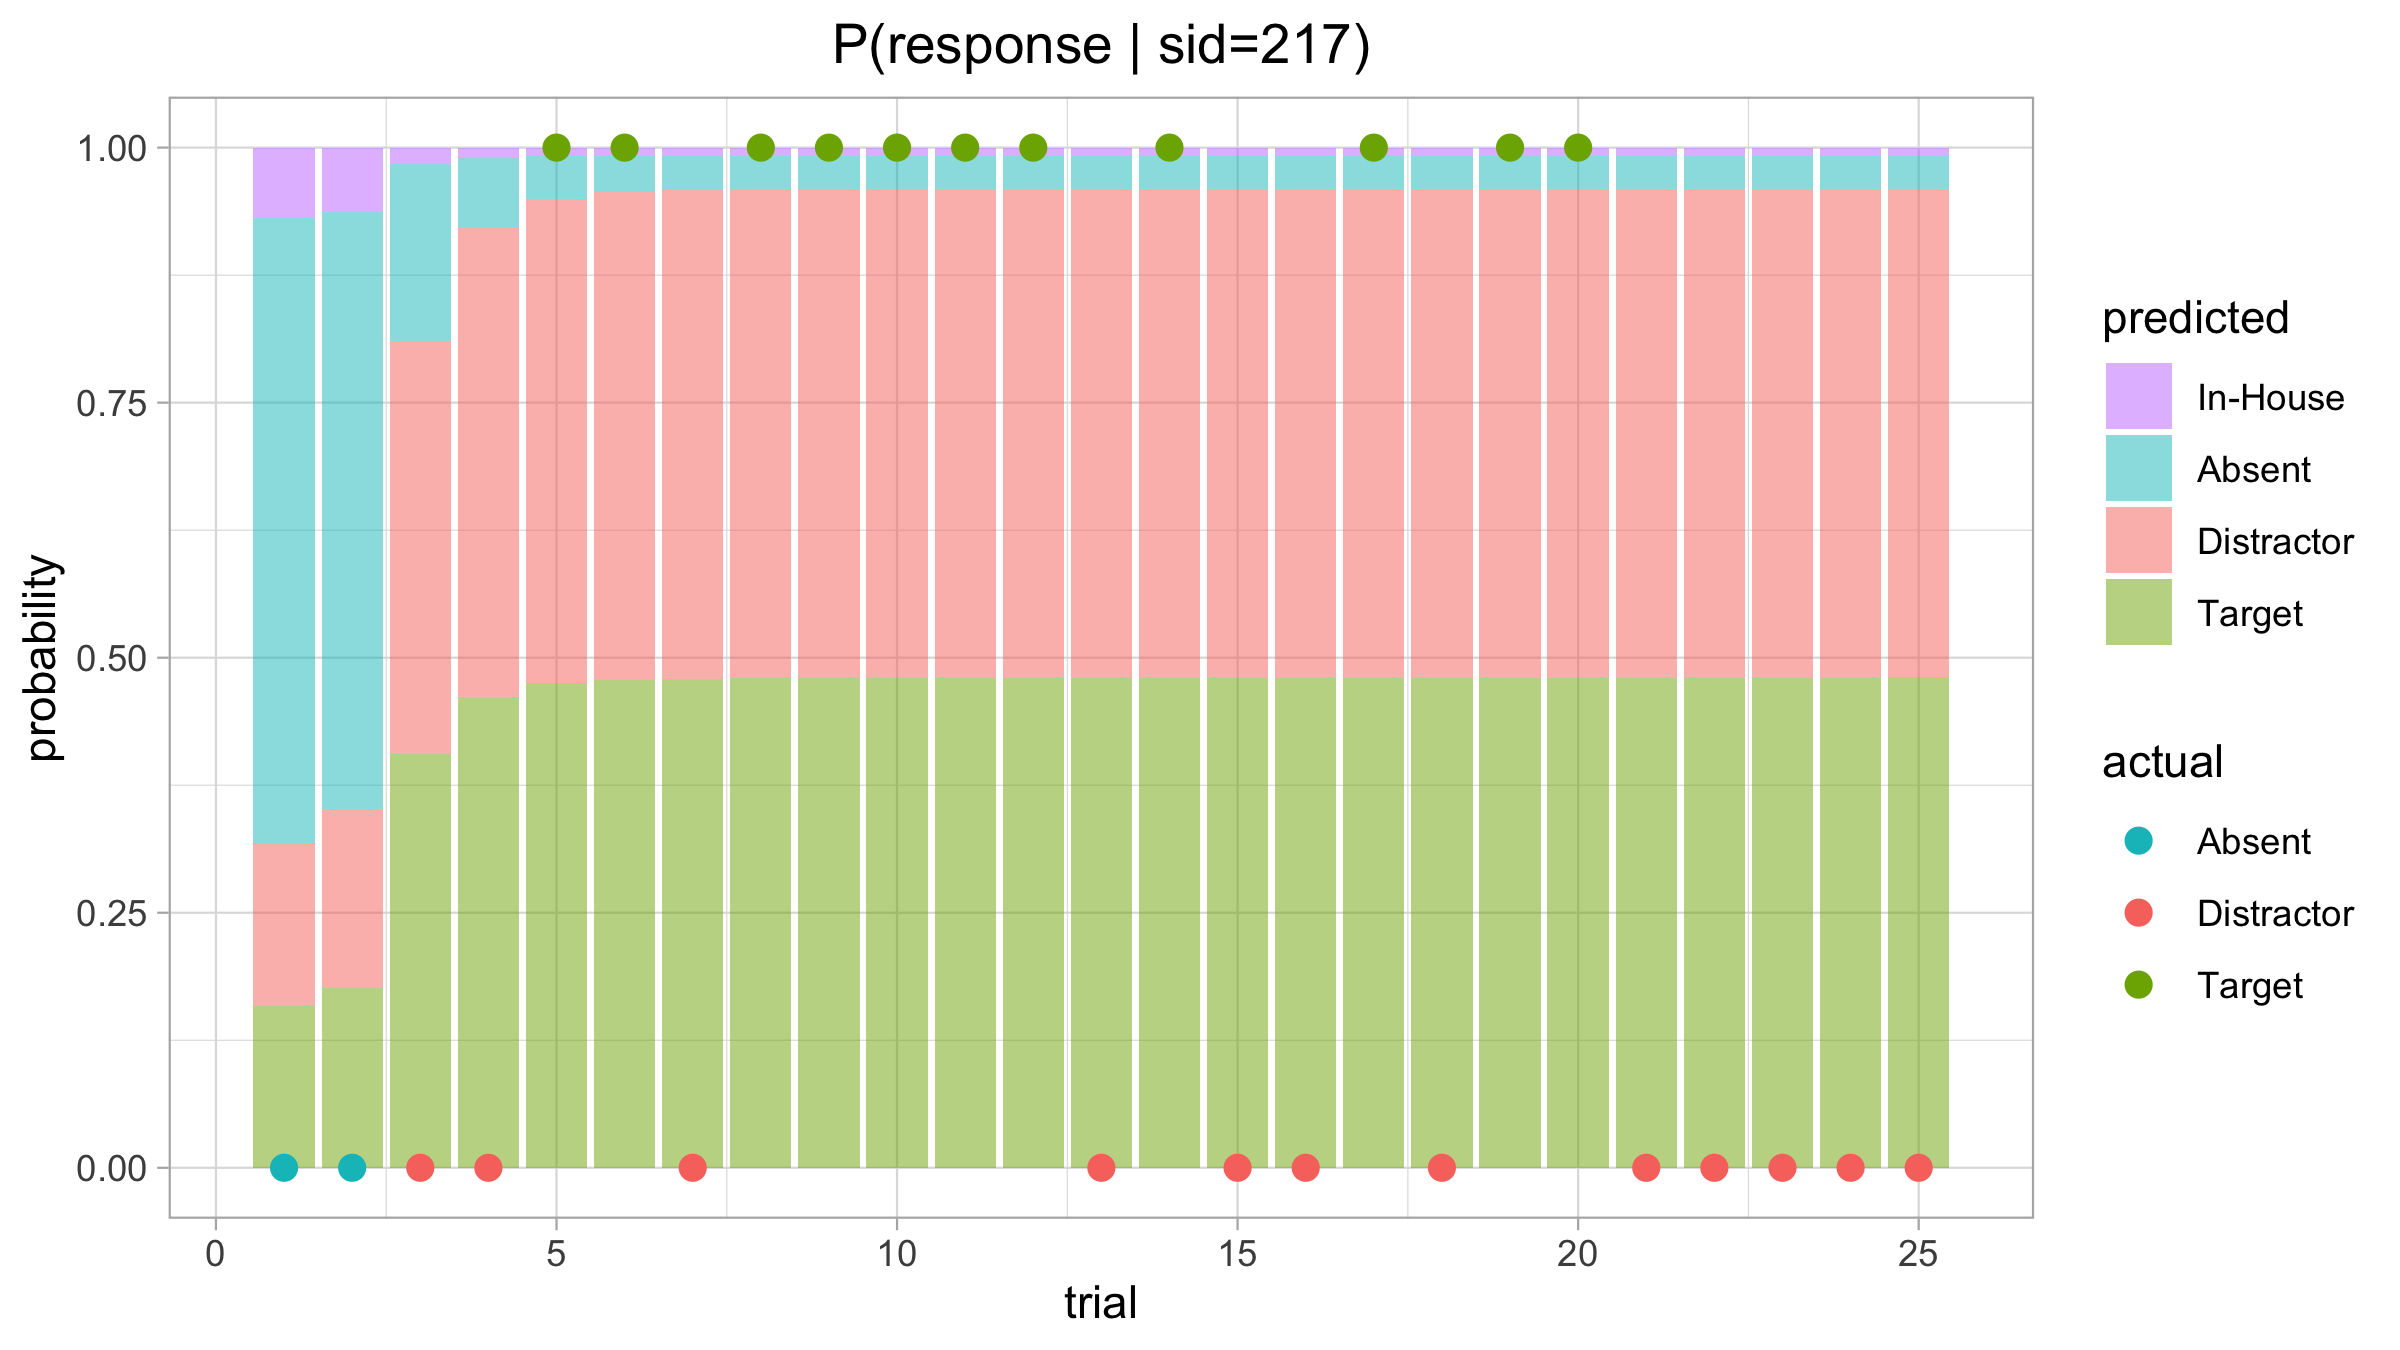 P(response | sid=217)
1.00
0.75
0.50
0.25
0.00
probability
0 5 10 15 20 25
trial
predicted
In-House
Absent
Distractor
Target
actual
Absent
Distractor
Target